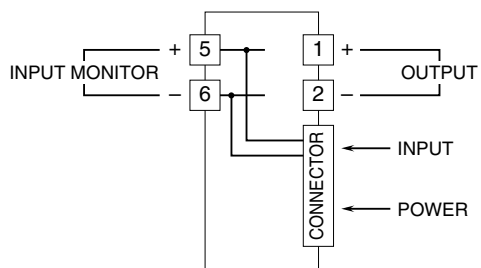 + 5 1 +
INPUT MONITOR OUTPUT
– 6 2 –
CONNECTOR
INPUT
POWER